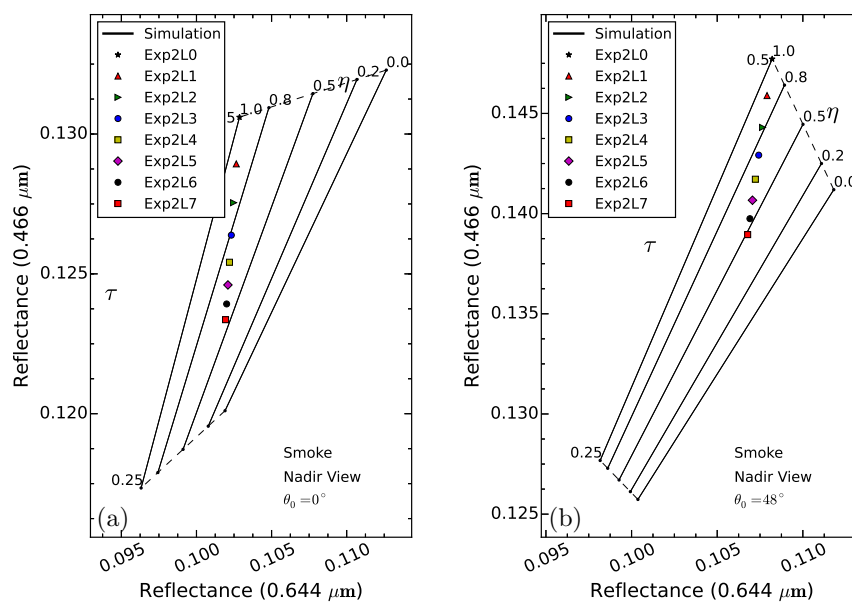 Simulation
Exp2L0
Exp2L1
Exp2L2
Exp2L3
Exp2L4
Exp2L5
Exp2L6
Exp2L7
5 1.0 0.8 0.5 η 0.2 0.0
0.130
0.125
0.120
τ
0.25
Smoke
Nadir View
θ₀ = 0°
(a)
0.095 0.100 0.105 0.110
Reflectance (0.644 μm)
Reflectance (0.466 μm)
Simulation
Exp2L0
Exp2L1
Exp2L2
Exp2L3
Exp2L4
Exp2L5
Exp2L6
Exp2L7
0.5 1.0
0.8
0.5 η
0.2
0.0
0.145
0.140
0.135
0.130
0.125
τ
0.25
Smoke
Nadir View
θ₀ = 48°
(b)
0.095 0.100 0.105 0.110
Reflectance (0.644 μm)
Reflectance (0.466 μm)